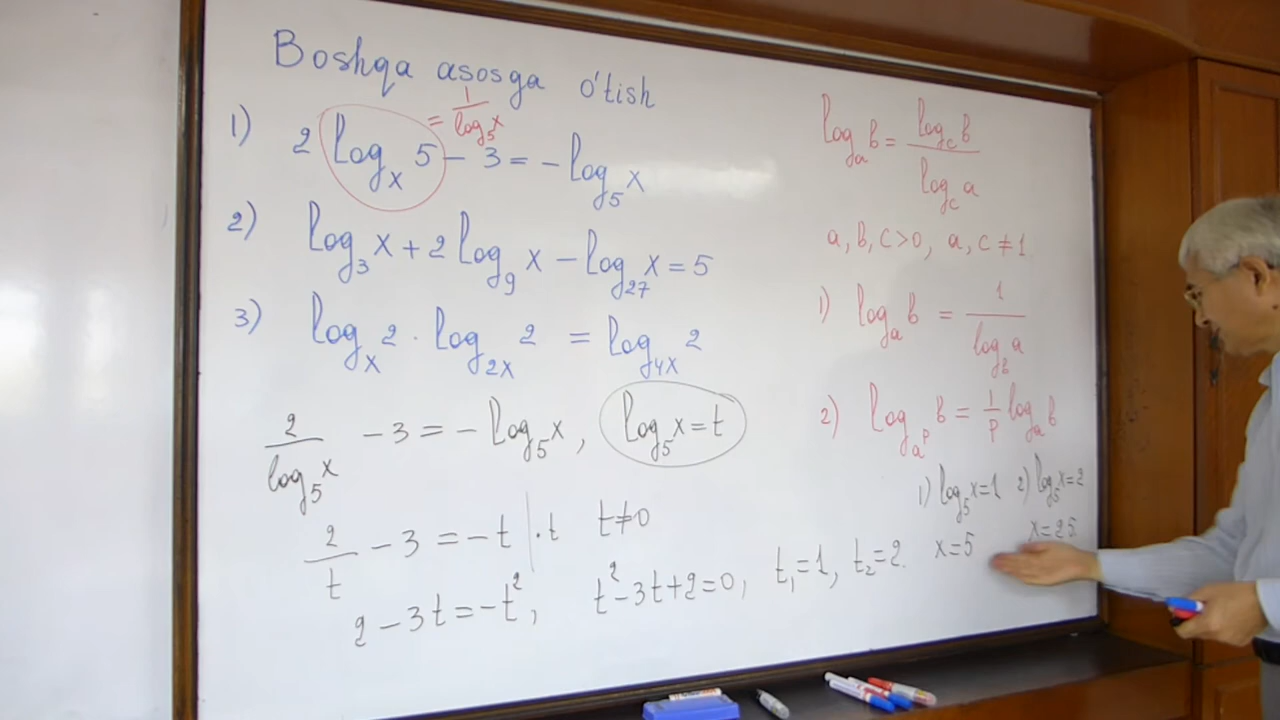 Boshqa asosga o'tish
1) 2 log_x 5 − 3 = − log_5 x
= 1/log_5 x
2) log_3 x + 2 log_9 x − log_27 x = 5
3) log_x 2 · log_2x 2 = log_4x 2
2/log_5 x − 3 = − log_5 x, log_5 x = t
2/t − 3 = −t | · t t ≠ 0
2 − 3t = −t², t² − 3t + 2 = 0, t₁ = 1, t₂ = 2.
log_a b = log_c b / log_c a
a, b, c > 0, a, c ≠ 1
1) log_a b = 1/log_b a
2) log_a^p b = 1/p log_a b
1) log_5 x = 1 2) log_5 x = 2
x = 5 x = 25